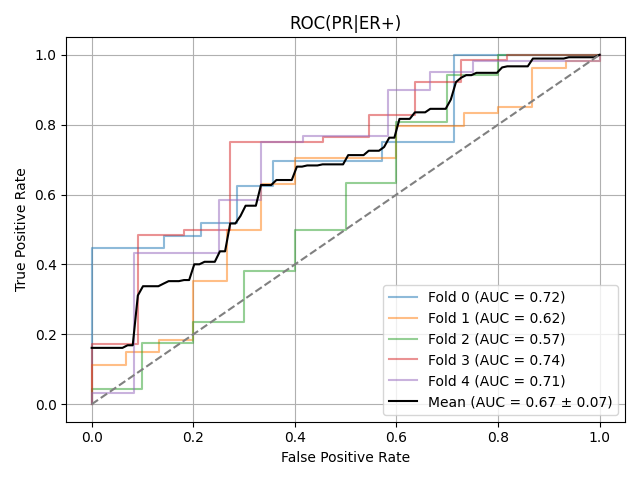 ROC(PR|ER+)
True Positive Rate
1.0
0.8
0.6
0.4
0.2
0.0
0.0 0.2 0.4 0.6 0.8 1.0
False Positive Rate
Fold 0 (AUC = 0.72)
Fold 1 (AUC = 0.62)
Fold 2 (AUC = 0.57)
Fold 3 (AUC = 0.74)
Fold 4 (AUC = 0.71)
Mean (AUC = 0.67 ± 0.07)